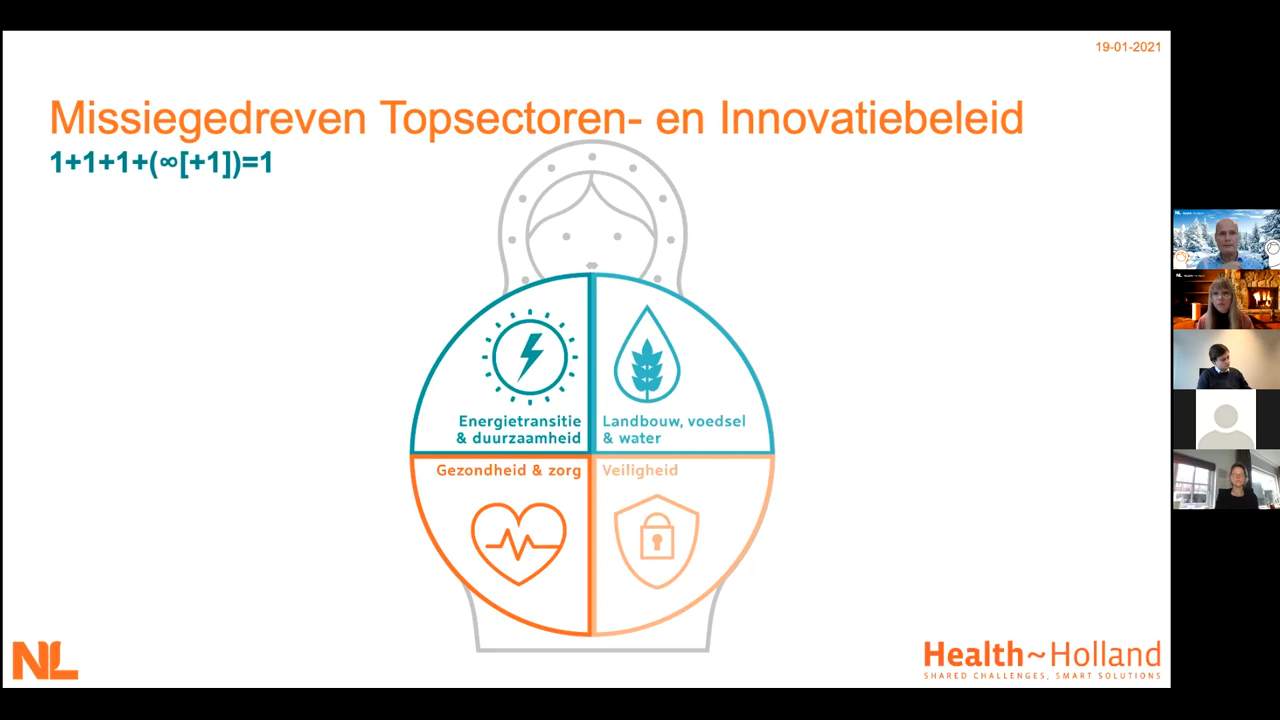 19-01-2021
Missiegedreven Topsectoren- en Innovatiebeleid
1+1+1+(∞[+1])=1
Energietransitie
& duurzaamheid
Landbouw, voedsel
& water
Gezondheid & zorg
Veiligheid
NL
Health~Holland
SHARED CHALLENGES, SMART SOLUTIONS